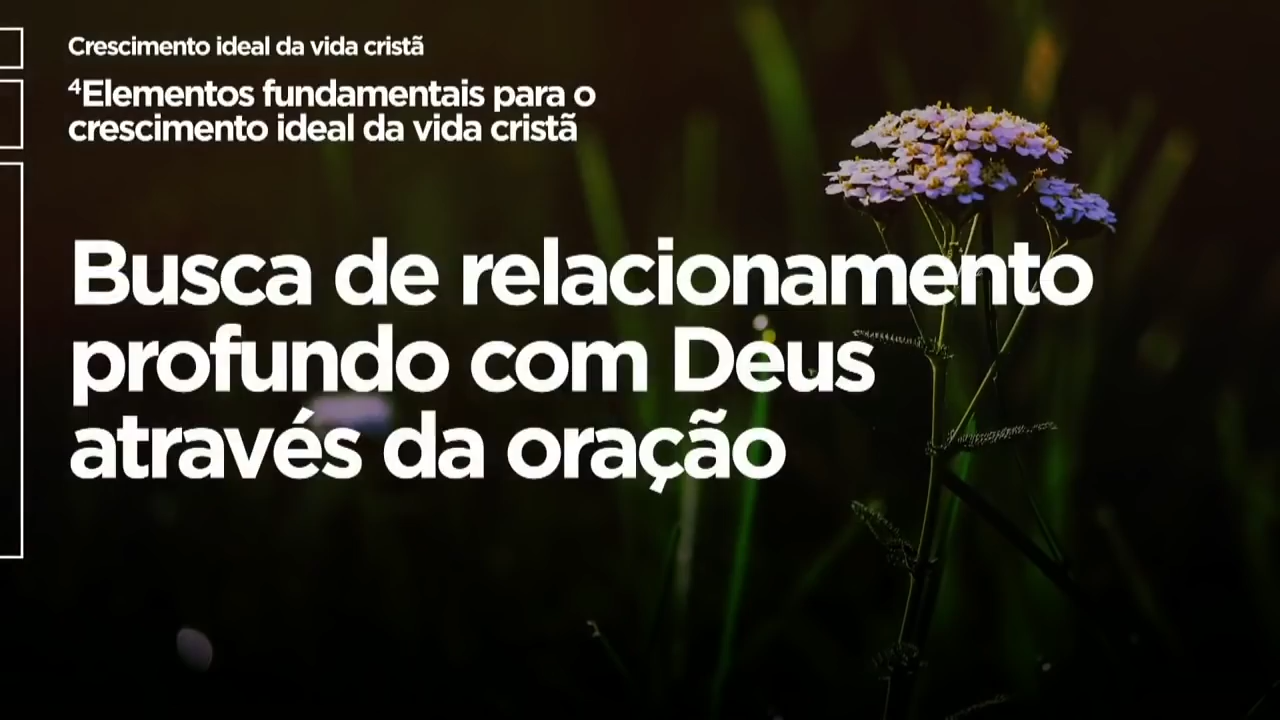 Crescimento ideal da vida cristã
⁴Elementos fundamentais para o
crescimento ideal da vida cristã
Busca de relacionamento
profundo com Deus
através da oração